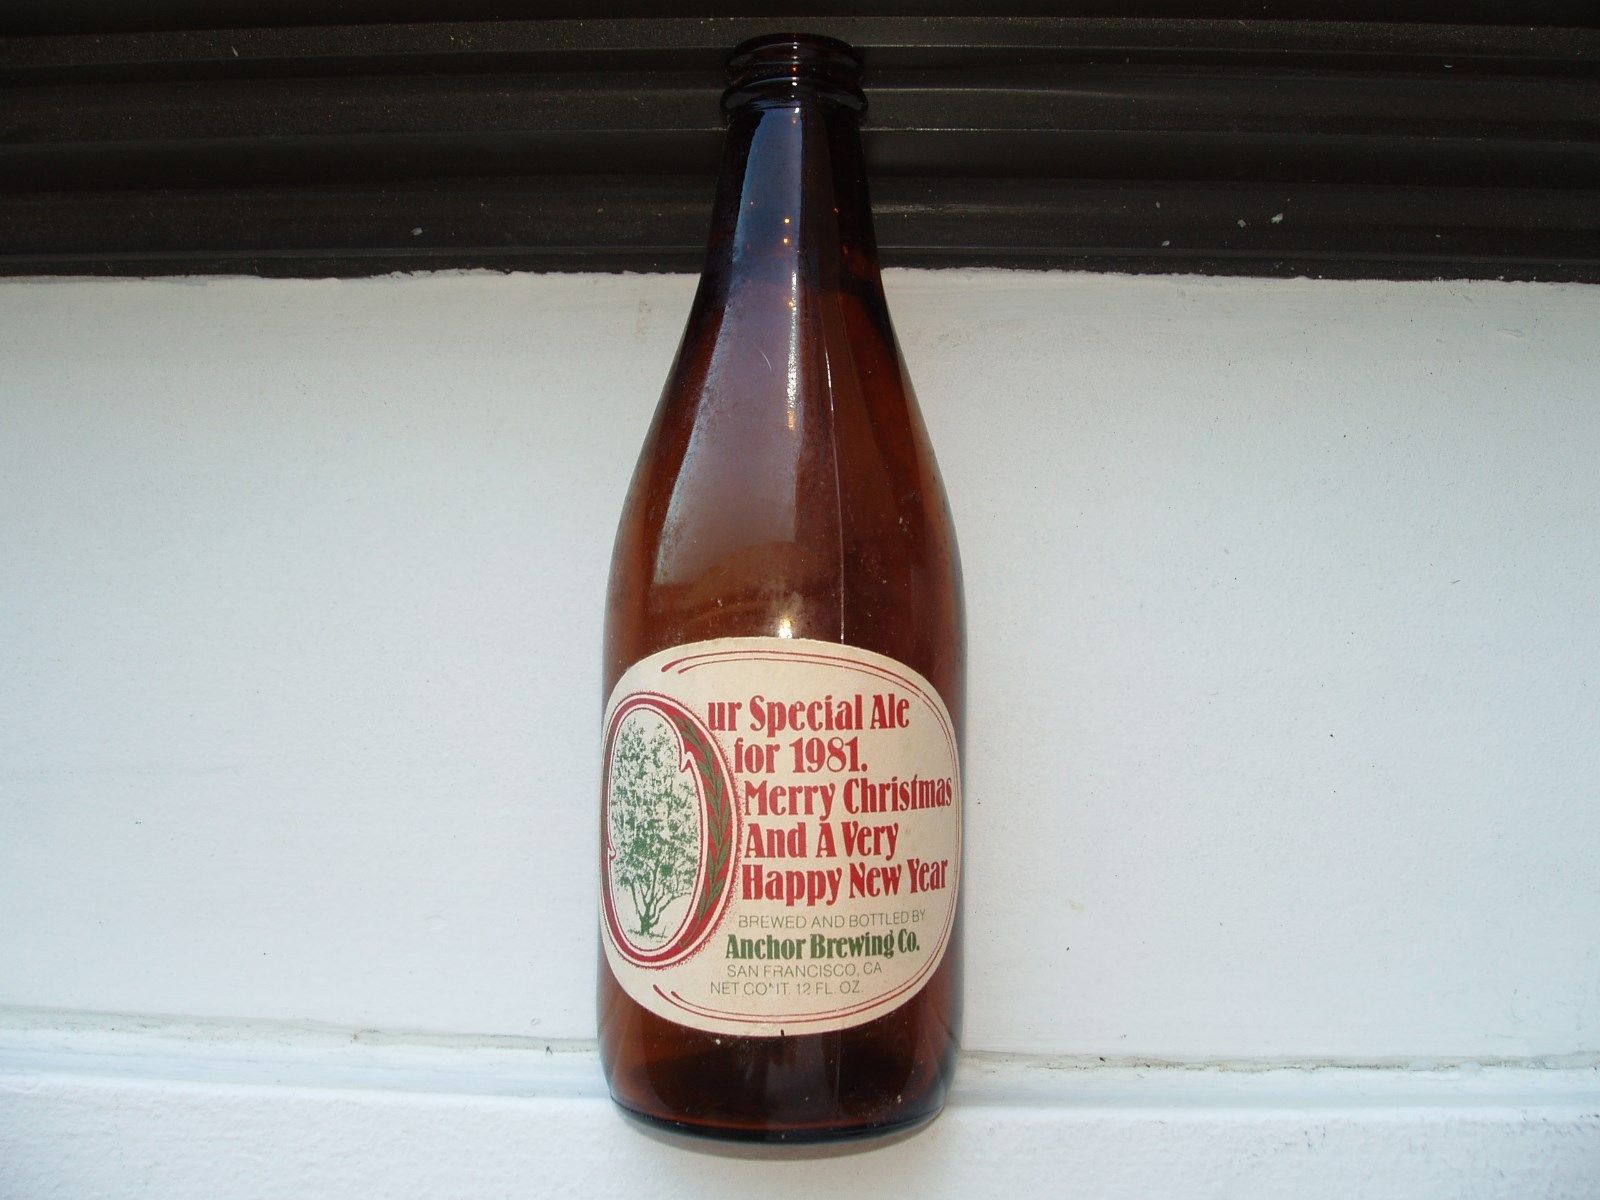 Our Special Ale
for 1981.
Merry Christmas
And A Very
Happy New Year
BREWED AND BOTTLED BY
Anchor Brewing Co.
SAN FRANCISCO, CA
NET CONT. 12 FL. OZ.